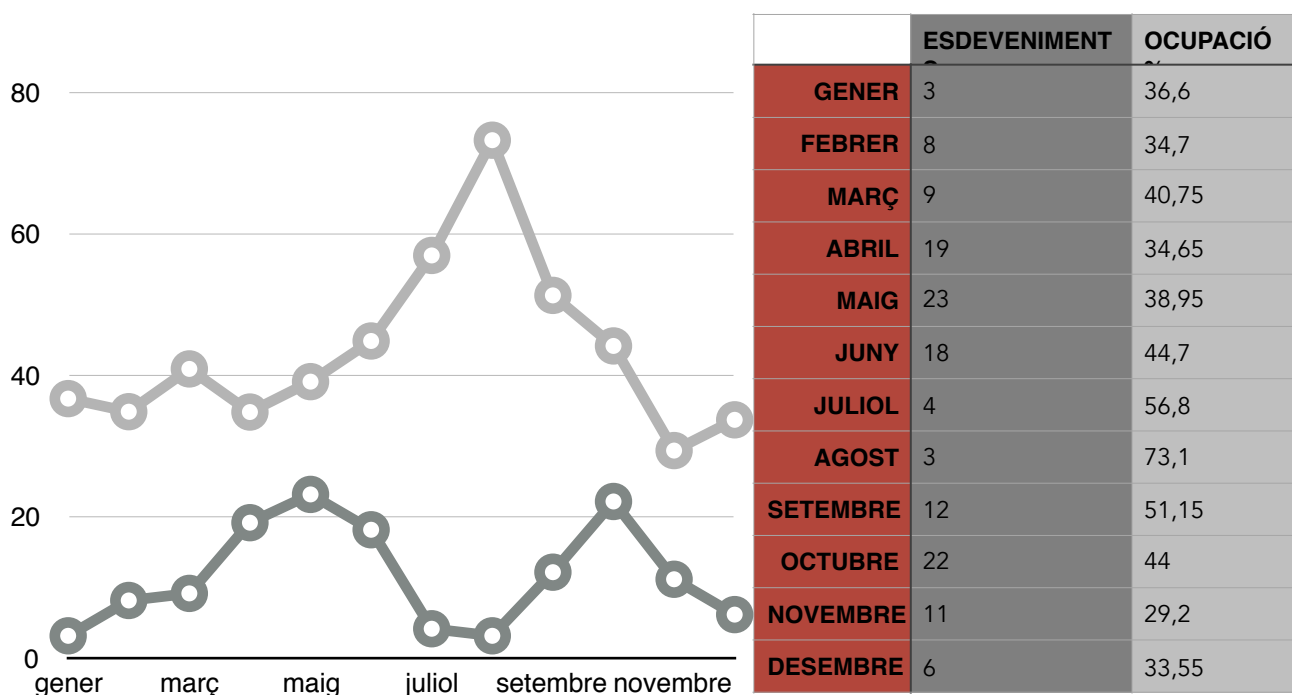 80
60
40
20
0
gener março maig juliol setembre novembre
ESDEVENIMENT OCUPACIÓ
GENER 3 36,6
FEBRER 8 34,7
MARÇ 9 40,75
ABRIL 19 34,65
MAIG 23 38,95
JUNY 18 44,7
JULIOL 4 56,8
AGOST 3 73,1
SETEMBRE 12 51,15
OCTUBRE 22 44
NOVEMBRE 11 29,2
DESEMBRE 6 33,55